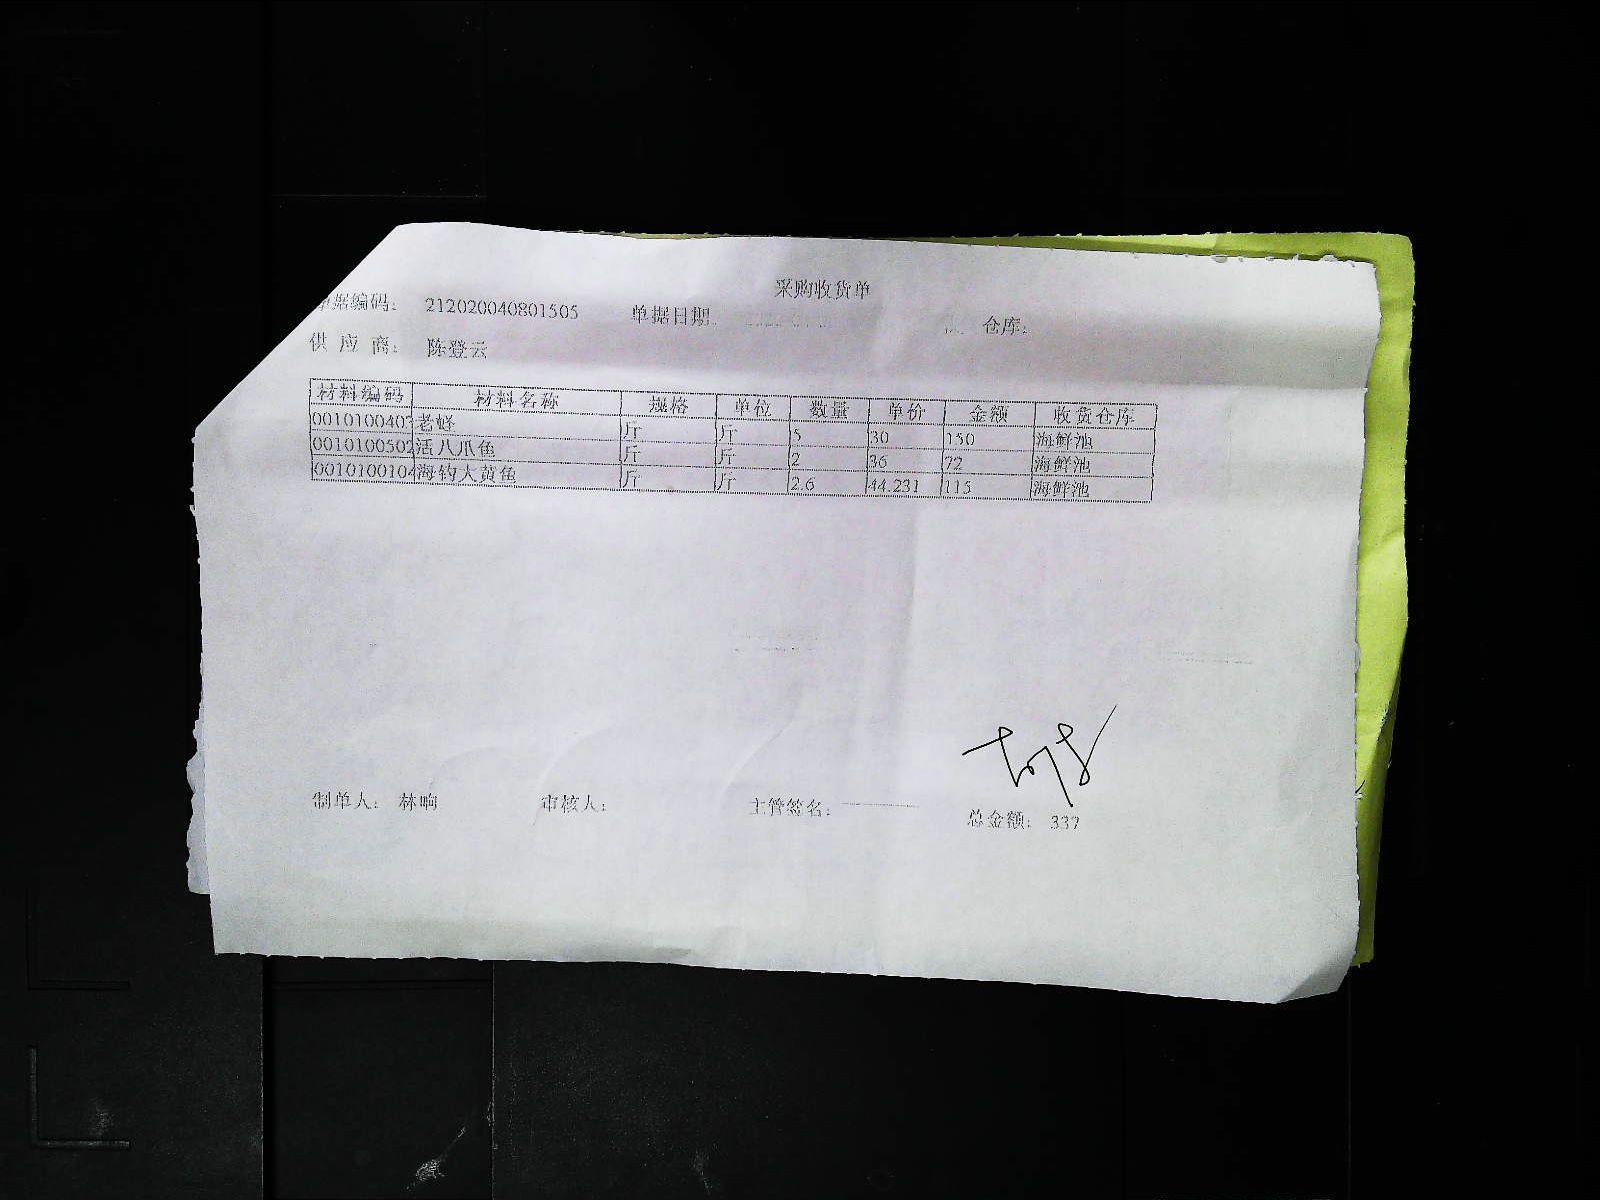 采购收货单
单据编码： 212020040801505 单据日期： 仓库：
供 应 商： 陈登云
材料编码 材料名称 规格 单位 数量 单价 金额 收货仓库
001010040 老蛏 斤 斤 5 30 150 海鲜池
0010100502 活八爪鱼 斤 斤 2 36 72 海鲜池
0010100104 海钓大黄鱼 斤 斤 2.6 44.231 115 海鲜池
制单人： 林晌 审核人： 主管签名： 总金额： 337